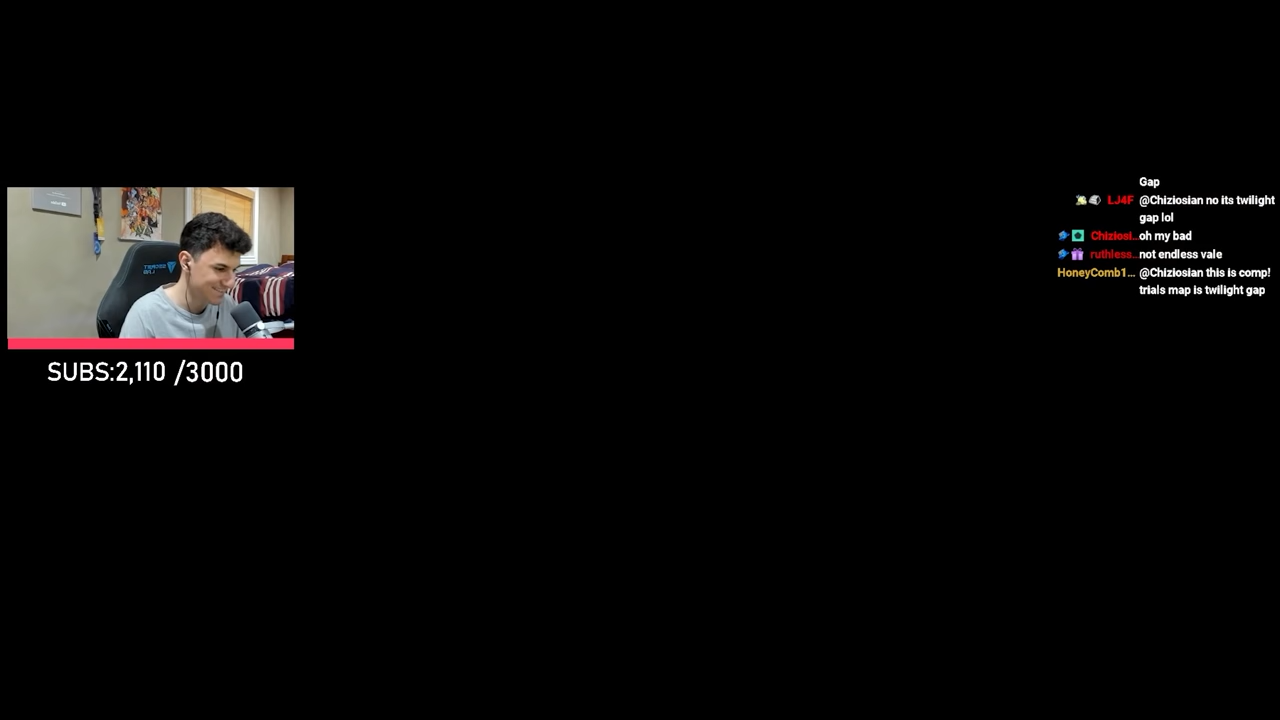 Gap
LJ4F @Chiziosian no its twilight
gap lol
Chiziosi... oh my bad
ruthless... not endless vale
HoneyComb1... @Chiziosian this is comp!
trials map is twilight gap
SUBS:2,110 /3000